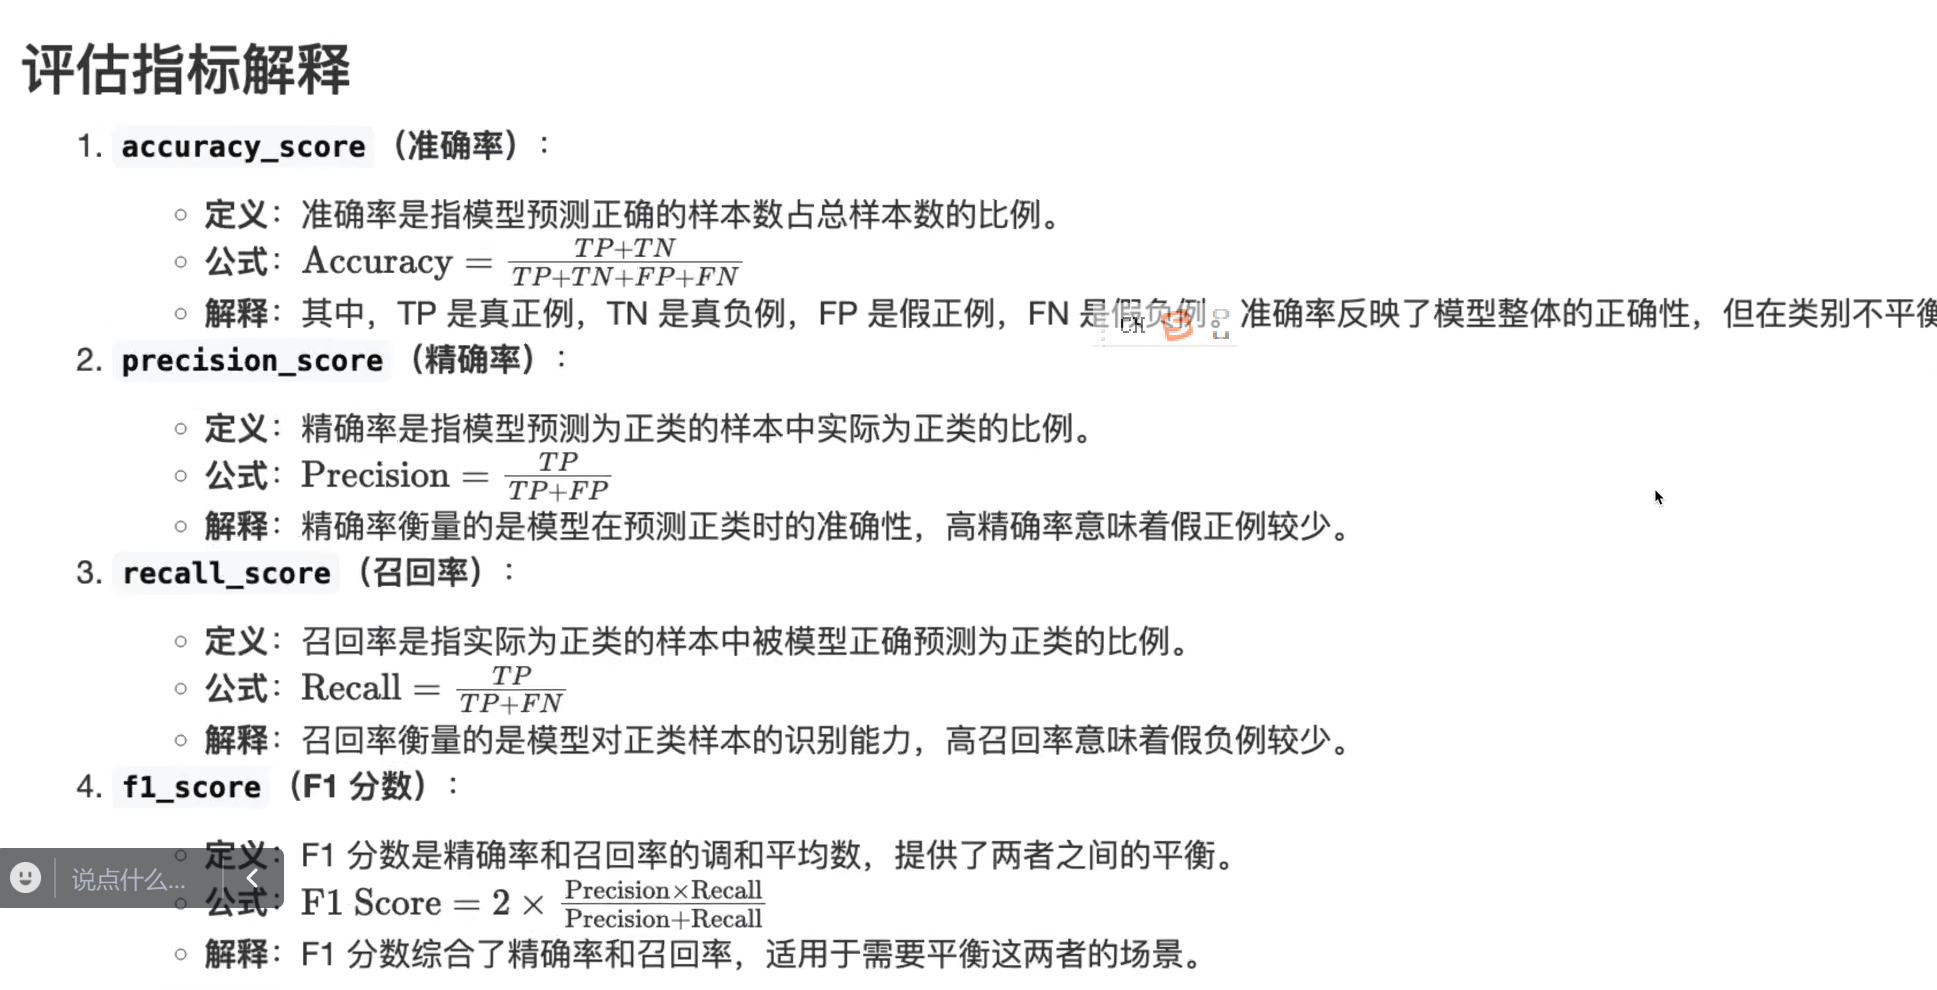 评估指标解释
1. accuracy_score（准确率）：
○ 定义：准确率是指模型预测正确的样本数占总样本数的比例。
○ 公式：Accuracy = \frac{TP+TN}{TP+TN+FP+FN}
○ 解释：其中，TP 是真正例，TN 是真负例，FP 是假正例，FN 是假负例。准确率反映了模型整体的正确性，但在类别不平衡
CH
2. precision_score（精确率）：
○ 定义：精确率是指模型预测为正类的样本中实际为正类的比例。
○ 公式：Precision = \frac{TP}{TP+FP}
○ 解释：精确率衡量的是模型在预测正类时的准确性，高精确率意味着假正例较少。
3. recall_score（召回率）：
○ 定义：召回率是指实际为正类的样本中被模型正确预测为正类的比例。
○ 公式：Recall = \frac{TP}{TP+FN}
○ 解释：召回率衡量的是模型对正类样本的识别能力，高召回率意味着假负例较少。
4. f1_score（F1 分数）：
○ 定义：F1 分数是精确率和召回率的调和平均数，提供了两者之间的平衡。
说点什么...
○ 公式：F1 Score = 2 × \frac{Precision×Recall}{Precision+Recall}
○ 解释：F1 分数综合了精确率和召回率，适用于需要平衡这两者的场景。